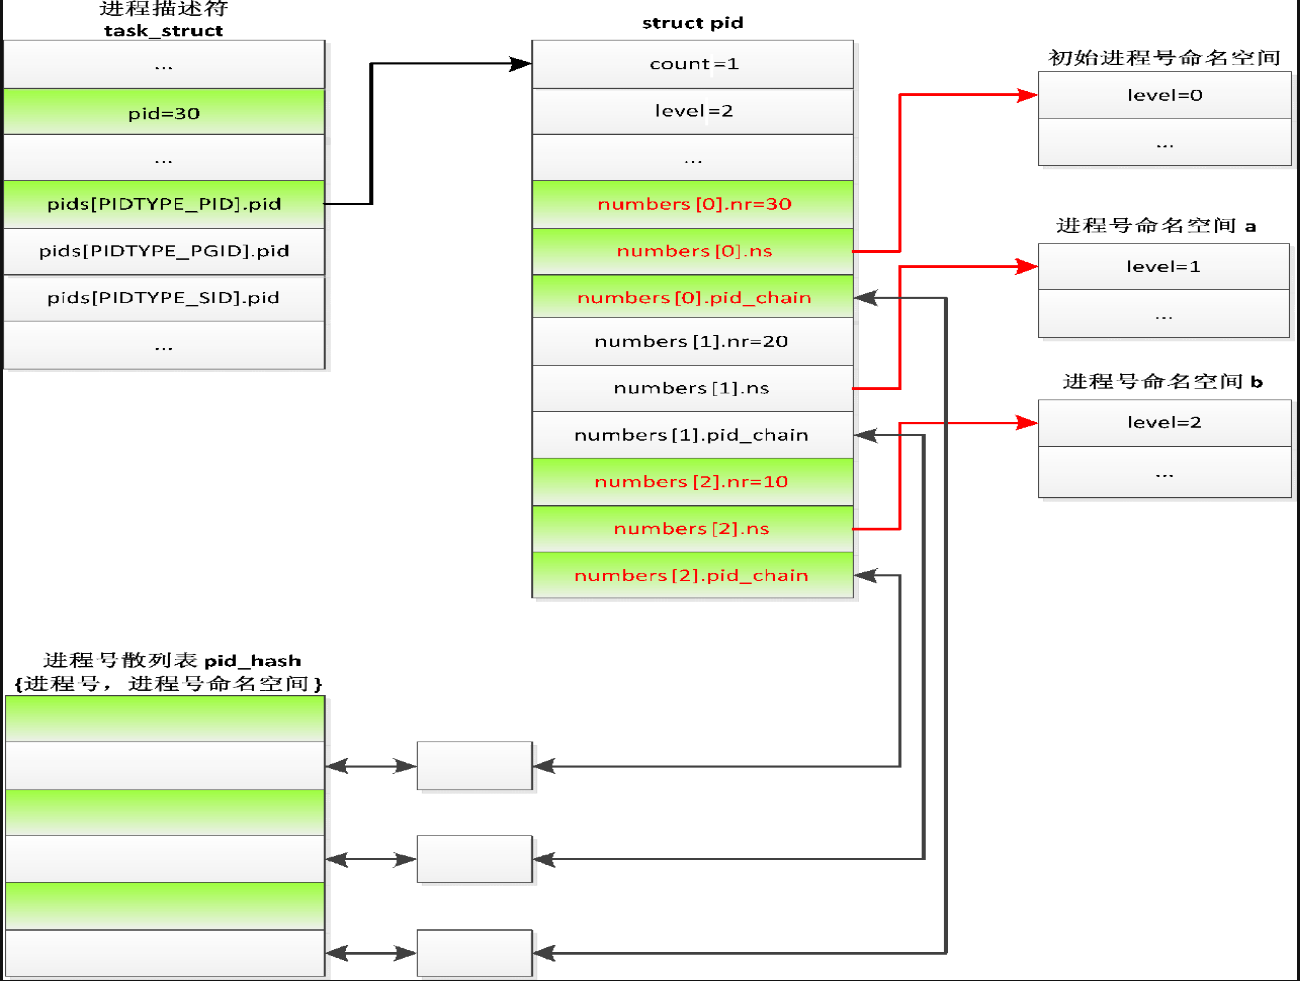 进程描述符
task_struct
...
pid=30
...
pids[PIDTYPE_PID].pid
pids[PIDTYPE_PGID].pid
pids[PIDTYPE_SID].pid
...
struct pid
count=1
level=2
...
numbers[0].nr=30
numbers[0].ns
numbers[0].pid_chain
numbers[1].nr=20
numbers[1].ns
numbers[1].pid_chain
numbers[2].nr=10
numbers[2].ns
numbers[2].pid_chain
初始进程号命名空间
level=0
...
进程号命名空间 a
level=1
...
进程号命名空间 b
level=2
...
进程号散列表 pid_hash
{进程号，进程号命名空间}